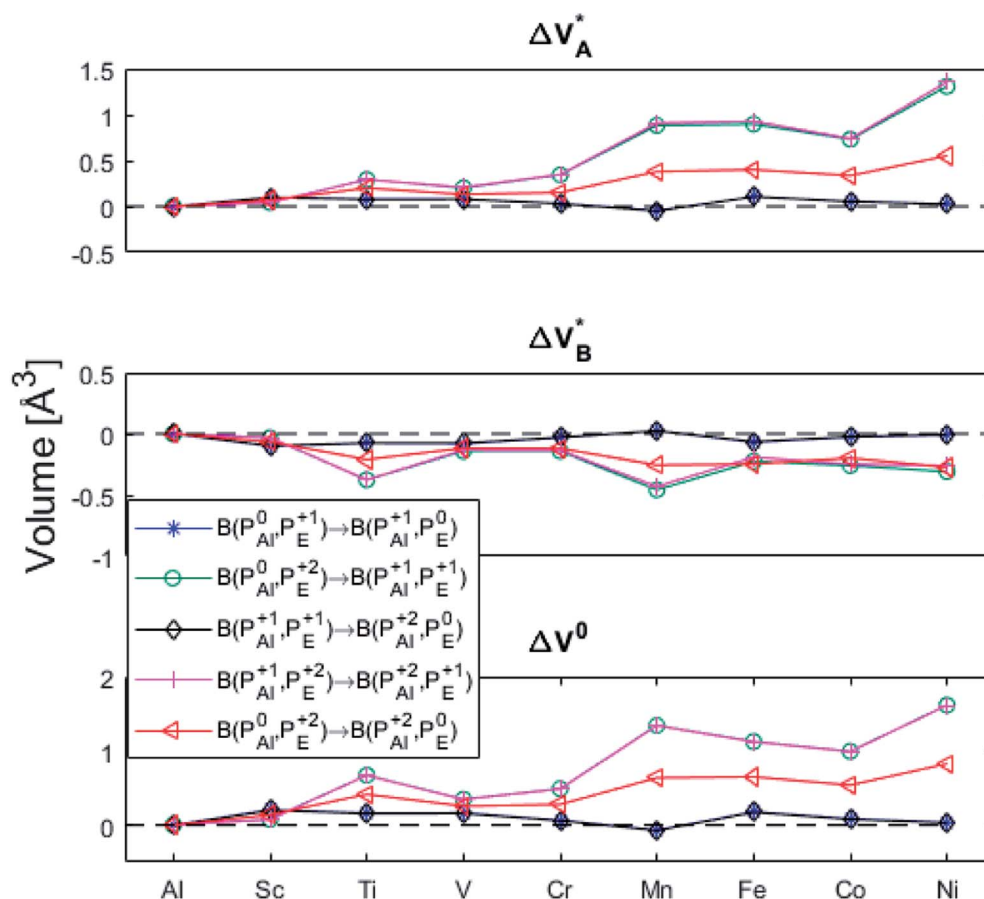 ΔV*A
1.5
1
0.5
0
-0.5
ΔV*B
0.5
0
-0.5
-1
Volume [Å³]
B(P⁰Al,P⁺¹E)→B(P⁺¹Al,P⁰E)
B(P⁰Al,P⁺²E)→B(P⁺¹Al,P⁺¹E)
B(P⁺¹Al,P⁺¹E)→B(P⁺²Al,P⁰E)
B(P⁺¹Al,P⁺²E)→B(P⁺²Al,P⁺¹E)
B(P⁰Al,P⁺²E)→B(P⁺²Al,P⁰E)
ΔV⁰
2
1
0
Al Sc Ti V Cr Mn Fe Co Ni